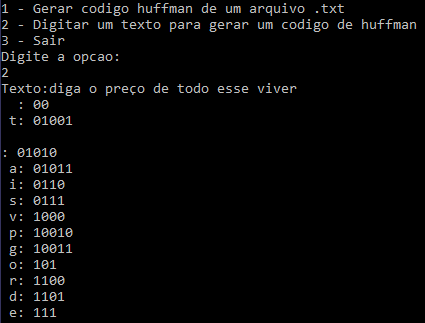 1 - Gerar codigo huffman de um arquivo .txt
2 - Digitar um texto para gerar um codigo de huffman
3 - Sair
Digite a opcao:
2
Texto:diga o preço de todo esse viver
  : 00
t: 01001

: 01010
a: 01011
i: 0110
s: 0111
v: 1000
p: 10010
g: 10011
o: 101
r: 1100
d: 1101
e: 111